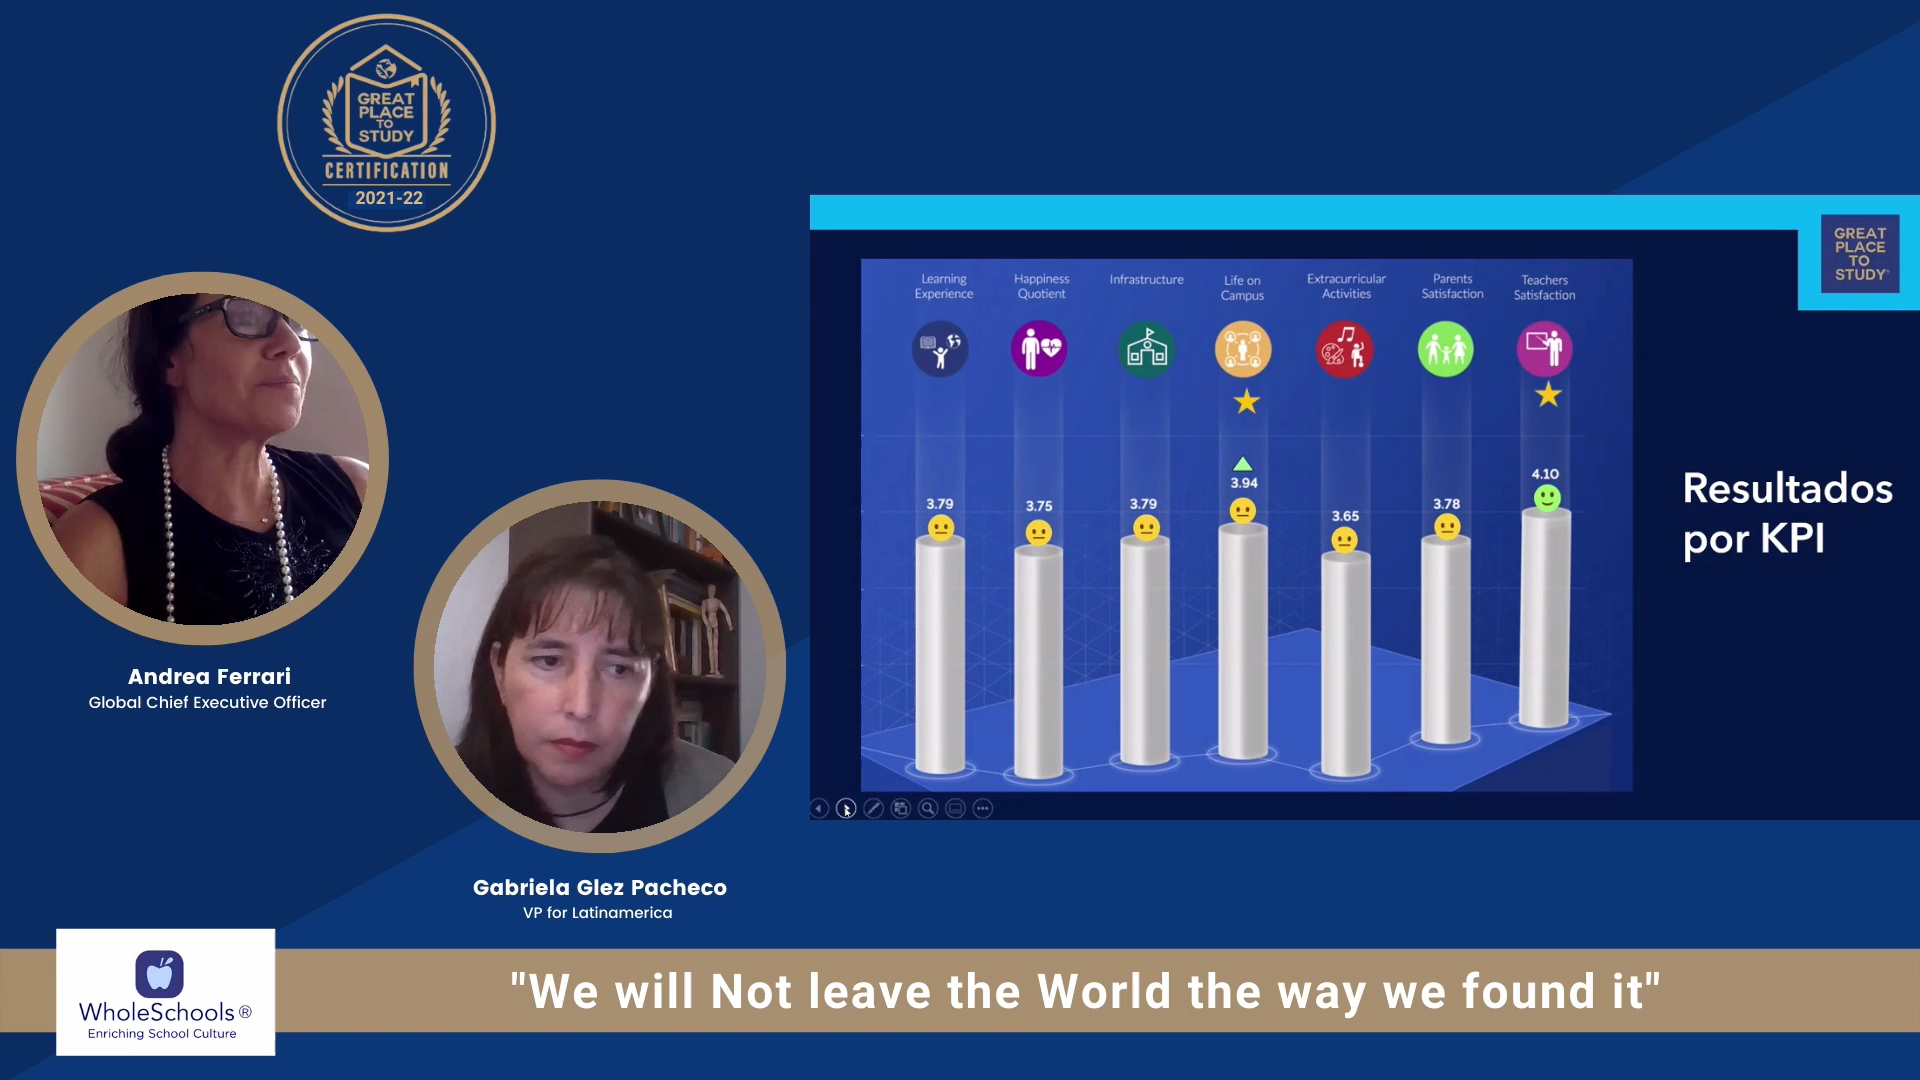 GREAT
PLACE
TO
STUDY
CERTIFICATION
2021-22
Andrea Ferrari
Global Chief Executive Officer
Gabriela Glez Pacheco
VP for Latinamerica
GREAT
PLACE
TO
STUDY
Learning
Experience
Happiness
Quotient
Infrastructure
Life on
Campus
Extracurricular
Activities
Parents
Satisfaction
Teachers
Satisfaction
3.79
3.75
3.79
3.94
3.65
3.78
4.10
Resultados
por KPI
WholeSchools®
Enriching School Culture
"We will Not leave the World the way we found it"